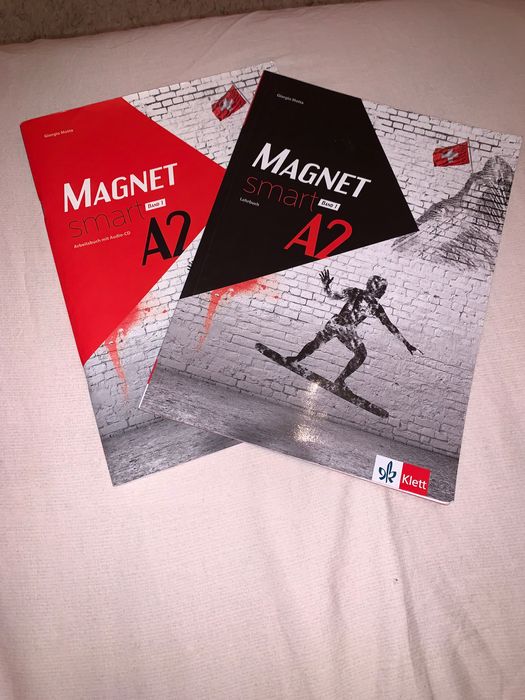 Giorgio Motta
MAGNET
smart
BAND 1
A2
Arbeitsbuch mit Audio-CD
Giorgio Motta
MAGNET
smart
BAND 1
A2
Lehrbuch
Klett